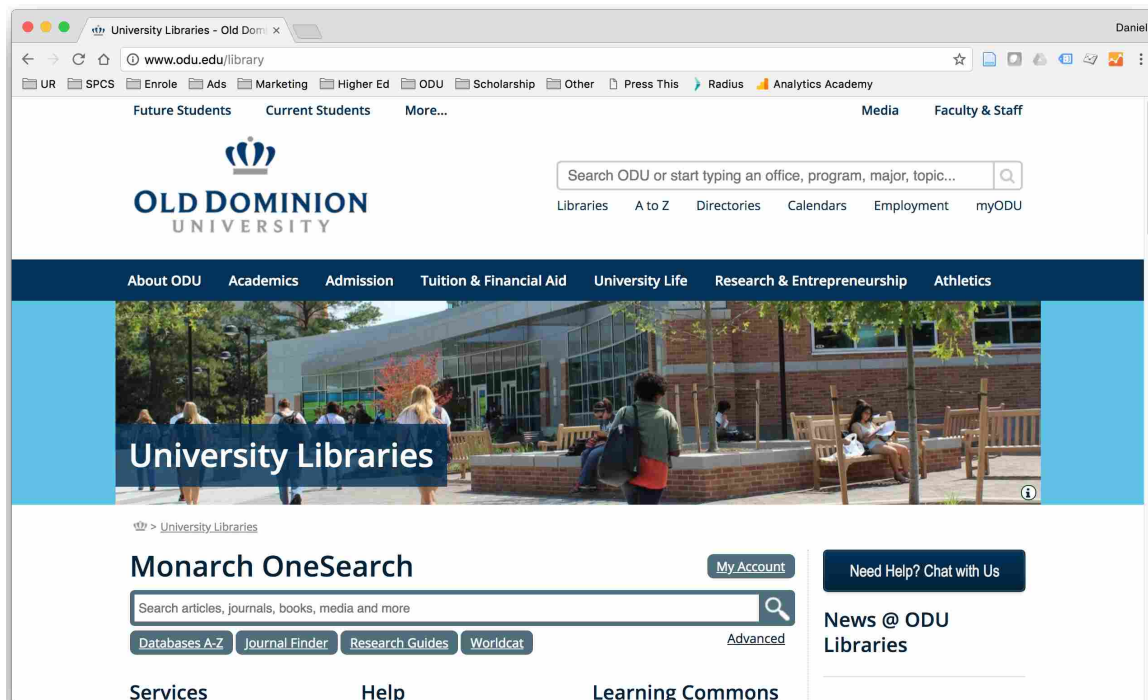 University Libraries - Old Dom
Daniel
www.odu.edu/library
UR SPCS Enrole Ads Marketing Higher Ed ODU Scholarship Other Press This Radius Analytics Academy
Future Students Current Students More... Media Faculty & Staff
OLD DOMINION
UNIVERSITY
Search ODU or start typing an office, program, major, topic...
Libraries A to Z Directories Calendars Employment myODU
About ODU Academics Admission Tuition & Financial Aid University Life Research & Entrepreneurship Athletics
University Libraries
> University Libraries
Monarch OneSearch
My Account
Need Help? Chat with Us
Search articles, journals, books, media and more
Databases A-Z Journal Finder Research Guides Worldcat
Advanced
News @ ODU
Libraries
Services Help Learning Commons